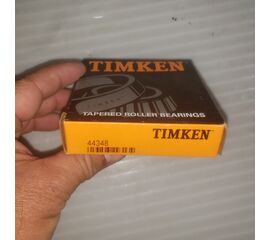 TIMKEN
TAPERED ROLLER BEARINGS
44348
TIMKEN